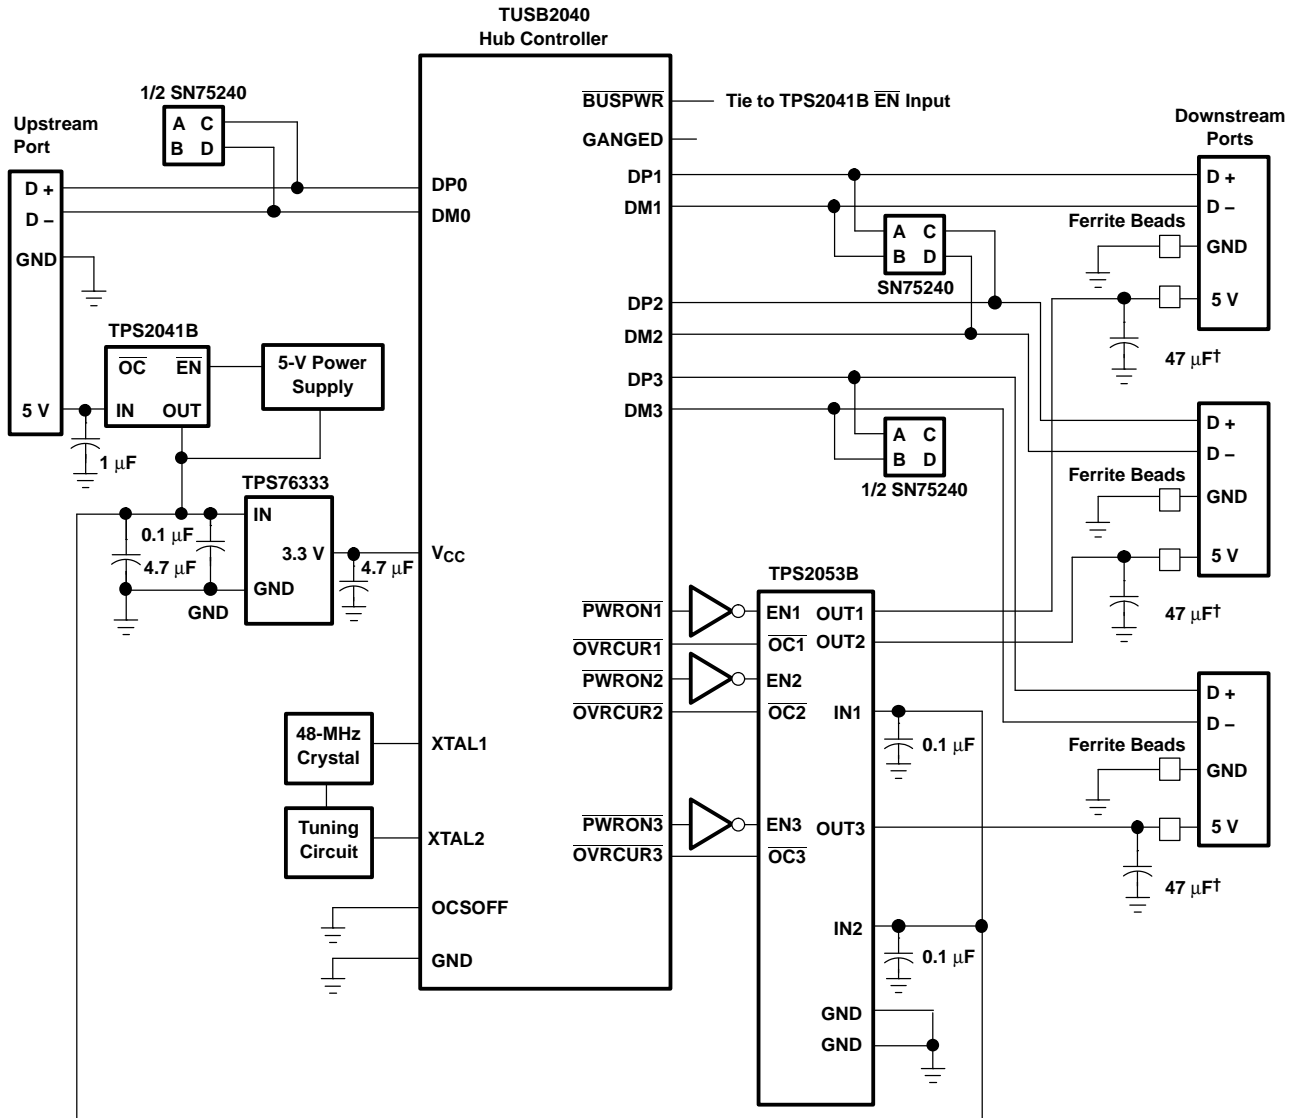 TUSB2040
Hub Controller
1/2 SN75240
A C
B D
Upstream
Port
D +
D −
GND
5 V
BUSPWR
Tie to TPS2041B EN Input
GANGED
DP0
DM0
DP1
DM1
A C
B D
SN75240
DP2
DM2
DP3
DM3
A C
B D
1/2 SN75240
Downstream
Ports
D +
D −
Ferrite Beads
GND
5 V
47 µF†
D +
D −
Ferrite Beads
GND
5 V
47 µF†
D +
D −
Ferrite Beads
GND
5 V
47 µF†
TPS2041B
OC EN
IN OUT
5-V Power
Supply
1 µF
TPS76333
IN
3.3 V
GND
0.1 µF
4.7 µF
GND
4.7 µF
VCC
TPS2053B
PWRON1
EN1 OUT1
OVRCUR1
OC1 OUT2
PWRON2
EN2
OVRCUR2
OC2 IN1
0.1 µF
PWRON3
EN3 OUT3
OVRCUR3
OC3
IN2
0.1 µF
GND
GND
48-MHz
Crystal
XTAL1
Tuning
Circuit
XTAL2
OCSOFF
GND